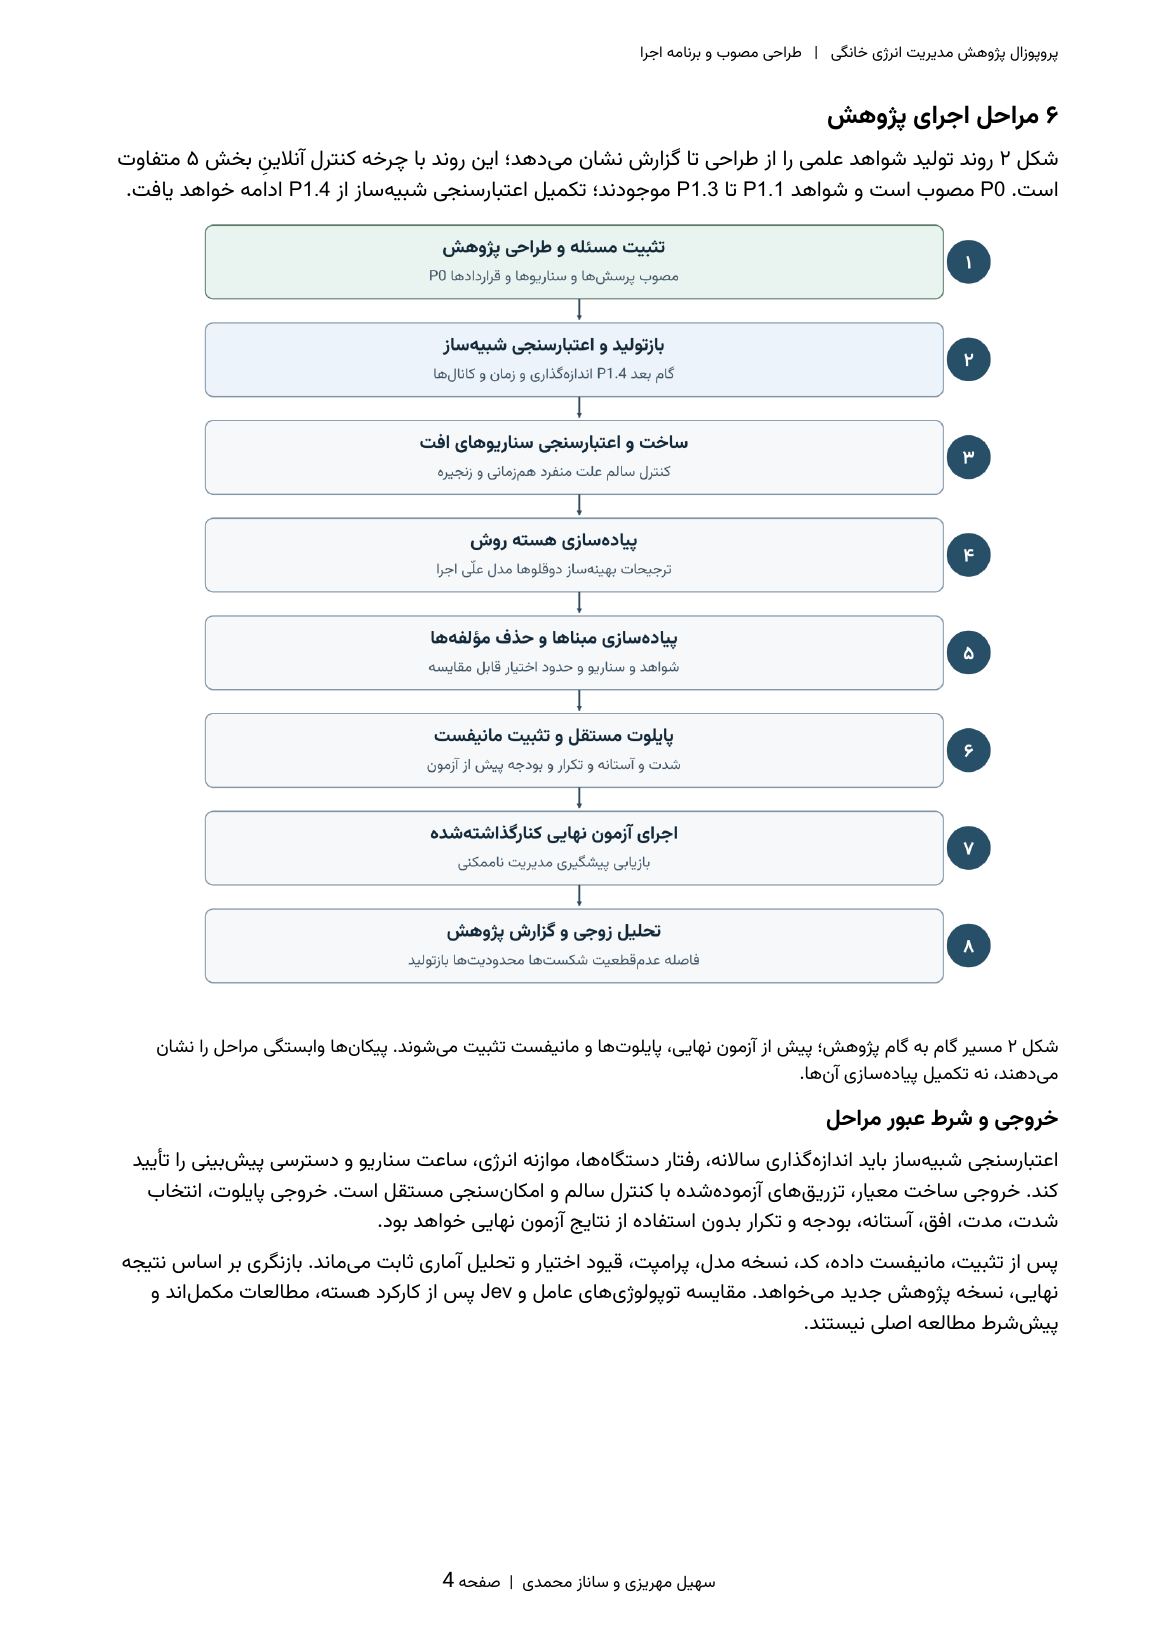 پروپوزال پژوهش مدیریت انرژی خانگی | طراحی مصوب و برنامه اجرا
۶ مراحل اجرای پژوهش
شکل ۲ روند تولید شواهد علمی را از طراحی تا گزارش نشان می‌دهد؛ این روند با چرخه کنترل آنلاینِ بخش ۵ متفاوت
است. P0 مصوب است و شواهد P1.1 تا P1.3 موجودند؛ تکمیل اعتبارسنجی شبیه‌ساز از P1.4 ادامه خواهد یافت.
۱
تثبیت مسئله و طراحی پژوهش
مصوب پرسش‌ها و سناریوها و قراردادها P0
۲
بازتولید و اعتبارسنجی شبیه‌ساز
گام بعد P1.4 اندازه‌گذاری و زمان و کانال‌ها
۳
ساخت و اعتبارسنجی سناریوهای افت
کنترل سالم علت منفرد هم‌زمانی و زنجیره
۴
پیاده‌سازی هسته روش
ترجیحات بهینه‌ساز دوقلوها مدل علّی اجرا
۵
پیاده‌سازی مبناها و حذف مؤلفه‌ها
شواهد و سناریو و حدود اختیار قابل مقایسه
۶
پایلوت مستقل و تثبیت مانیفست
شدت و آستانه و تکرار و بودجه پیش از آزمون
۷
اجرای آزمون نهایی کنارگذاشته‌شده
بازیابی پیشگیری مدیریت ناممکنی
۸
تحلیل زوجی و گزارش پژوهش
فاصله عدم‌قطعیت شکست‌ها محدودیت‌ها بازتولید
شکل ۲ مسیر گام به گام پژوهش؛ پیش از آزمون نهایی، پایلوت‌ها و مانیفست تثبیت می‌شوند. پیکان‌ها وابستگی مراحل را نشان
می‌دهند، نه تکمیل پیاده‌سازی آن‌ها.
خروجی و شرط عبور مراحل
اعتبارسنجی شبیه‌ساز باید اندازه‌گذاری سالانه، رفتار دستگاه‌ها، موازنه انرژی، ساعت سناریو و دسترسی پیش‌بینی را تأیید
کند. خروجی ساخت معیار، تزریق‌های آزموده‌شده با کنترل سالم و امکان‌سنجی مستقل است. خروجی پایلوت، انتخاب
شدت، مدت، افق، آستانه، بودجه و تکرار بدون استفاده از نتایج آزمون نهایی خواهد بود.
پس از تثبیت، مانیفست داده، کد، نسخه مدل، پرامپت، قیود اختیار و تحلیل آماری ثابت می‌ماند. بازنگری بر اساس نتیجه
نهایی، نسخه پژوهش جدید می‌خواهد. مقایسه توپولوژی‌های عامل و Jev پس از کارکرد هسته، مطالعات مکمل‌اند و
پیش‌شرط مطالعه اصلی نیستند.
سهیل مهریزی و ساناز محمدی | صفحه 4